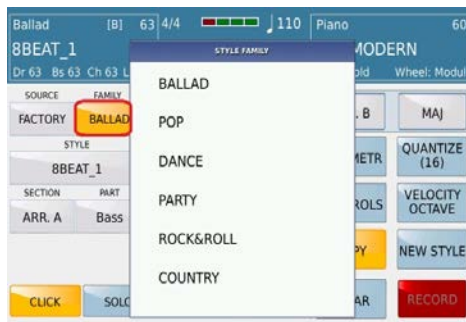 Ballad [B] 63 4/4 110 Piano 60
8BEAT_1 MODERN
Dr 63 Bs 63 Ch 63 Wheel: Modul
STYLE FAMILY
BALLAD
POP
DANCE
PARTY
ROCK&ROLL
COUNTRY
SOURCE FAMILY
FACTORY BALLAD
STYLE
8BEAT_1
SECTION PART
ARR. A Bass
CLICK SOLO
B MAJ
METR QUANTIZE
(16)
ROLS VELOCITY
OCTAVE
PY NEW STYLE
AR RECORD